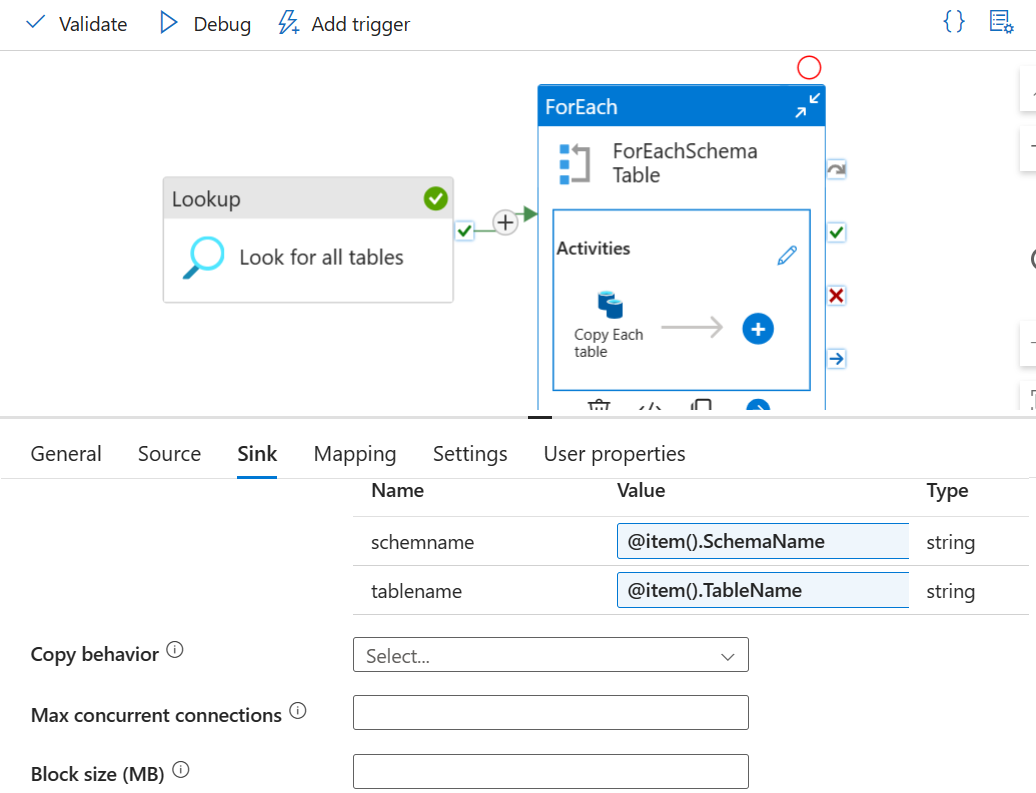 Validate Debug Add trigger {}
ForEach
ForEachSchema
Table
Lookup
Look for all tables
Activities
Copy Each
table
General Source Sink Mapping Settings User properties
Name Value Type
schemname @item().SchemaName string
tablename @item().TableName string
Copy behavior Select...
Max concurrent connections
Block size (MB)